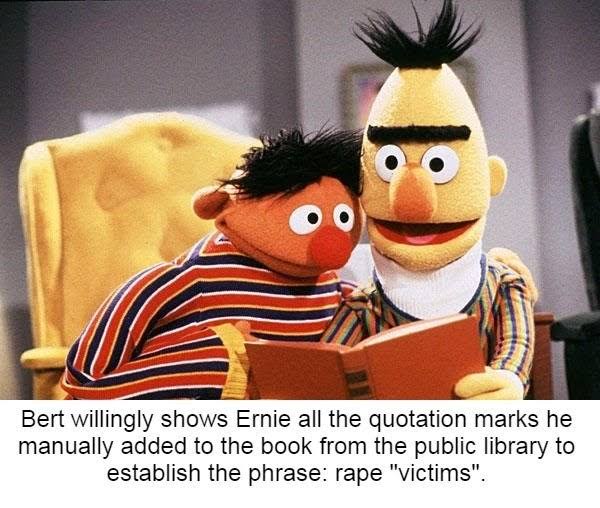 Bert willingly shows Ernie all the quotation marks he
manually added to the book from the public library to
establish the phrase: rape "victims".